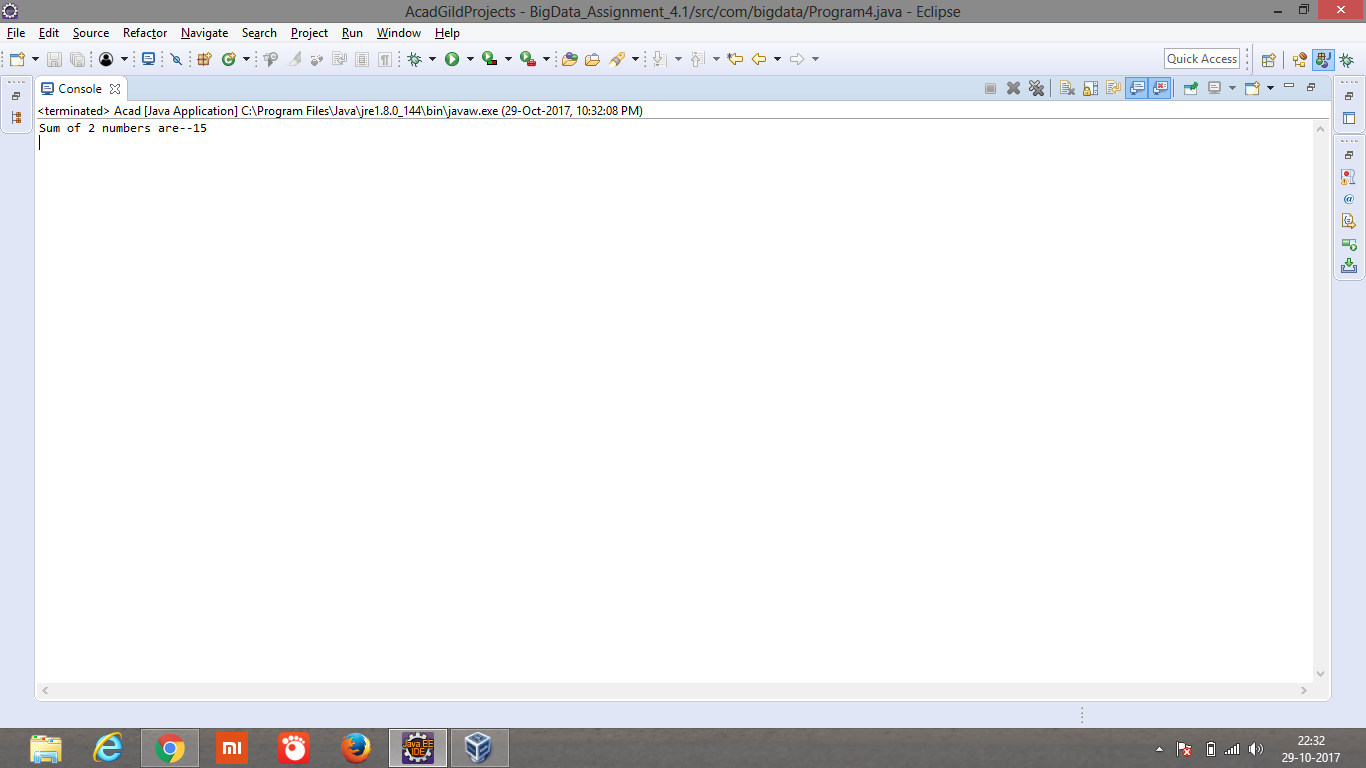 AcadGildProjects - BigData_Assignment_4.1/src/com/bigdata/Program4.java - Eclipse
File Edit Source Refactor Navigate Search Project Run Window Help
Quick Access
Console
<terminated> Acad [Java Application] C:\Program Files\Java\jre1.8.0_144\bin\javaw.exe (29-Oct-2017, 10:32:08 PM)
Sum of 2 numbers are--15
mi
Java EE
IDE
22:32
29-10-2017